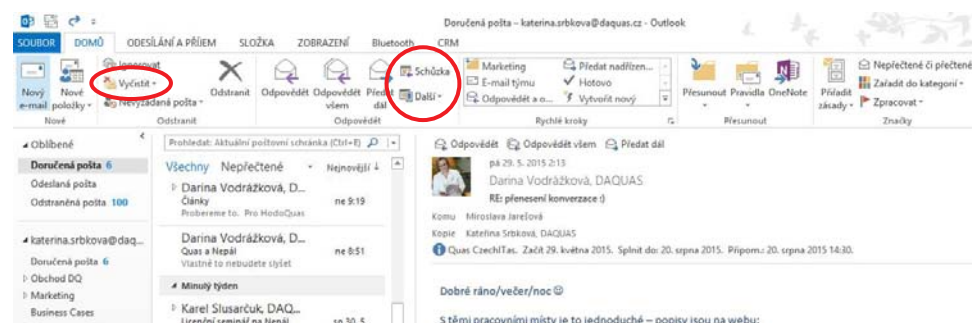 Doručená pošta – katerina.srbkova@daquas.cz - Outlook
SOUBOR DOMŮ ODESÍLÁNÍ A PŘÍJEM SLOŽKA ZOBRAZENÍ Bluetooth CRM
Nový e-mail
Nové položky
Nové
Ignorovat
Vyčistit
Nevyžádaná pošta
Odstranit
Odstranit
Odpovědět
Odpovědět všem
Předat dál
Schůzka
Další
Odpovědět
Marketing
E-mail týmu
Odpovědět a o...
Předat nadřízen...
Hotovo
Vytvořit nový
Rychlé kroky
Přesunout
Pravidla
OneNote
Přesunout
Přiřadit zásady
Nepřečtené či přečtené
Zařadit do kategorií
Zpracovat
Značky
Oblíbené
Doručená pošta 6
Odeslaná pošta
Odstraněná pošta 100
katerina.srbkova@daq...
Doručená pošta 6
Obchod DQ
Marketing
Business Cases
Prohledat: Aktuální poštovní schránka (Ctrl+E)
Všechny Nepřečtené Nejnovější
Darina Vodrážková, D...
Články ne 9:19
Probereme to. Pro HodoQuas
Darina Vodrážková, D...
Quas a Nepál ne 8:51
Vlastně to nebudete slyšet
Minulý týden
Karel Slusarčuk, DAQ...
Licenční seminář na Nepál so 30. 5.
Odpovědět Odpovědět všem Předat dál
pá 29. 5. 2015 2:13
Darina Vodrážková, DAQUAS
RE: přenesení konverzace :)
Komu Miroslava Jarešová
Kopie Kateřina Srbková, DAQUAS
Quas CzechITas. Začít 29. května 2015. Splnit do: 20. srpna 2015. Připom.: 20. srpna 2015 14:30.
Dobré ráno/večer/noc
S těmi pracovními místy je to jednoduché – popisy jsou na webu: